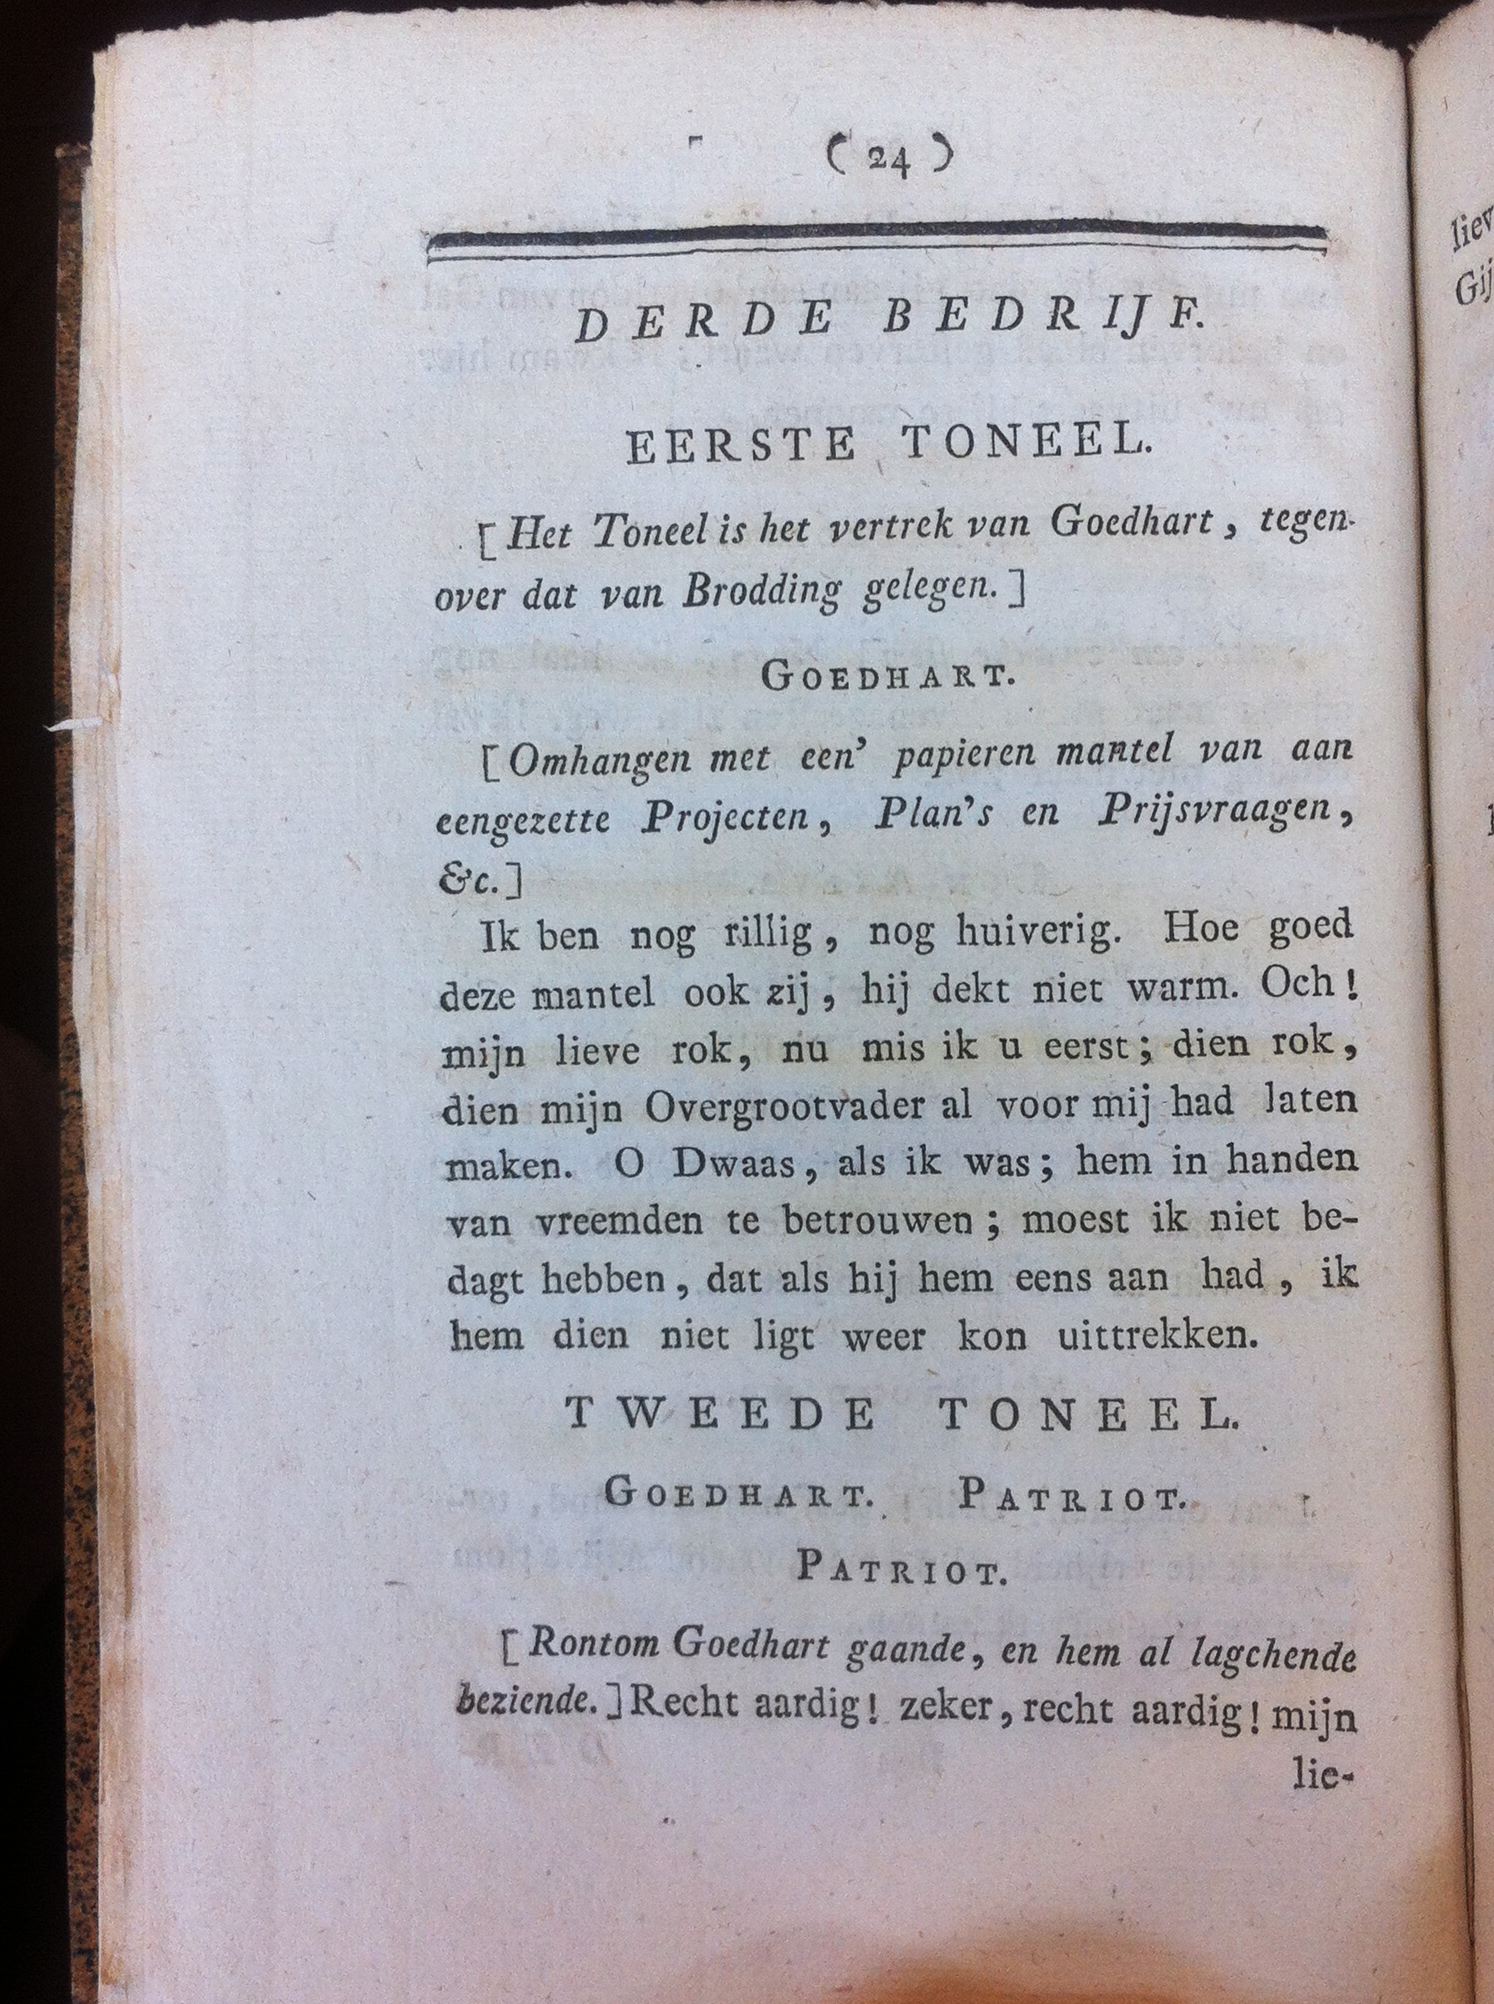 ( 24 )
DERDE BEDRIJF.
EERSTE TONEEL.
[ Het Toneel is het vertrek van Goedhart, tegen-
over dat van Brodding gelegen. ]
GOEDHART.
[ Omhangen met een' papieren mantel van aan
eengezette Projecten, Plan's en Prijsvraagen,
&c. ]
Ik ben nog rillig, nog huiverig. Hoe goed
deze mantel ook zij, hij dekt niet warm. Och!
mijn lieve rok, nu mis ik u eerst; dien rok,
dien mijn Overgrootvader al voor mij had laten
maken. O Dwaas, als ik was; hem in handen
van vreemden te betrouwen; moest ik niet be-
dagt hebben, dat als hij hem eens aan had, ik
hem dien niet ligt weer kon uittrekken.
TWEEDE TONEEL.
GOEDHART. PATRIOT.
PATRIOT.
[ Rontom Goedhart gaande, en hem al lagchende
beziende. ] Recht aardig! zeker, recht aardig! mijn
lie-
liev
Gij